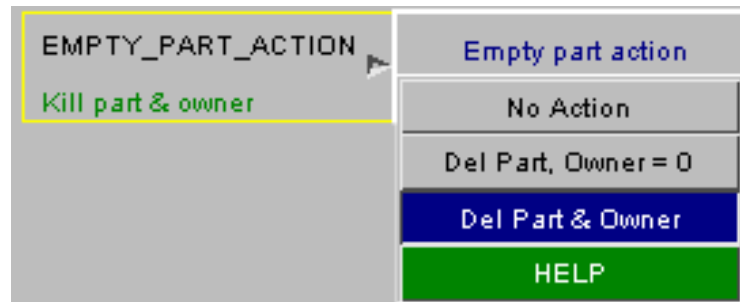 EMPTY_PART_ACTION
Kill part & owner
Empty part action
No Action
Del Part, Owner = 0
Del Part & Owner
HELP